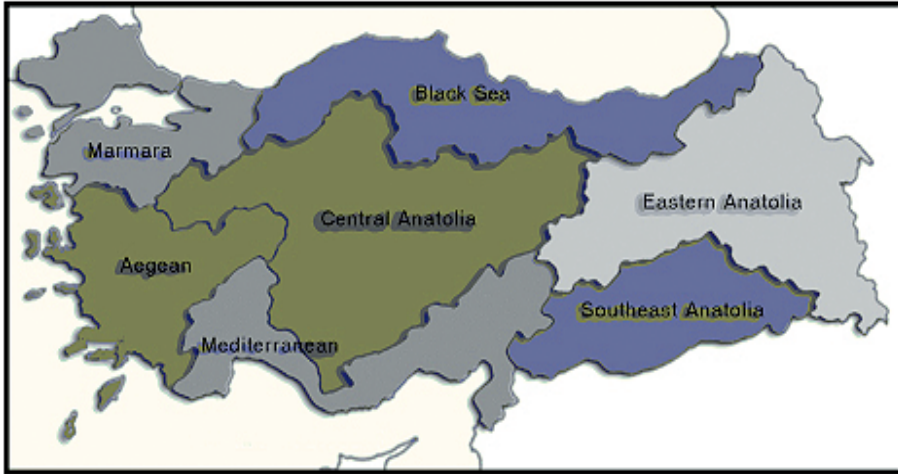 Black Sea
Marmara
Eastern Anatolia
Central Anatolia
Aegean
Southeast Anatolia
Mediterranean